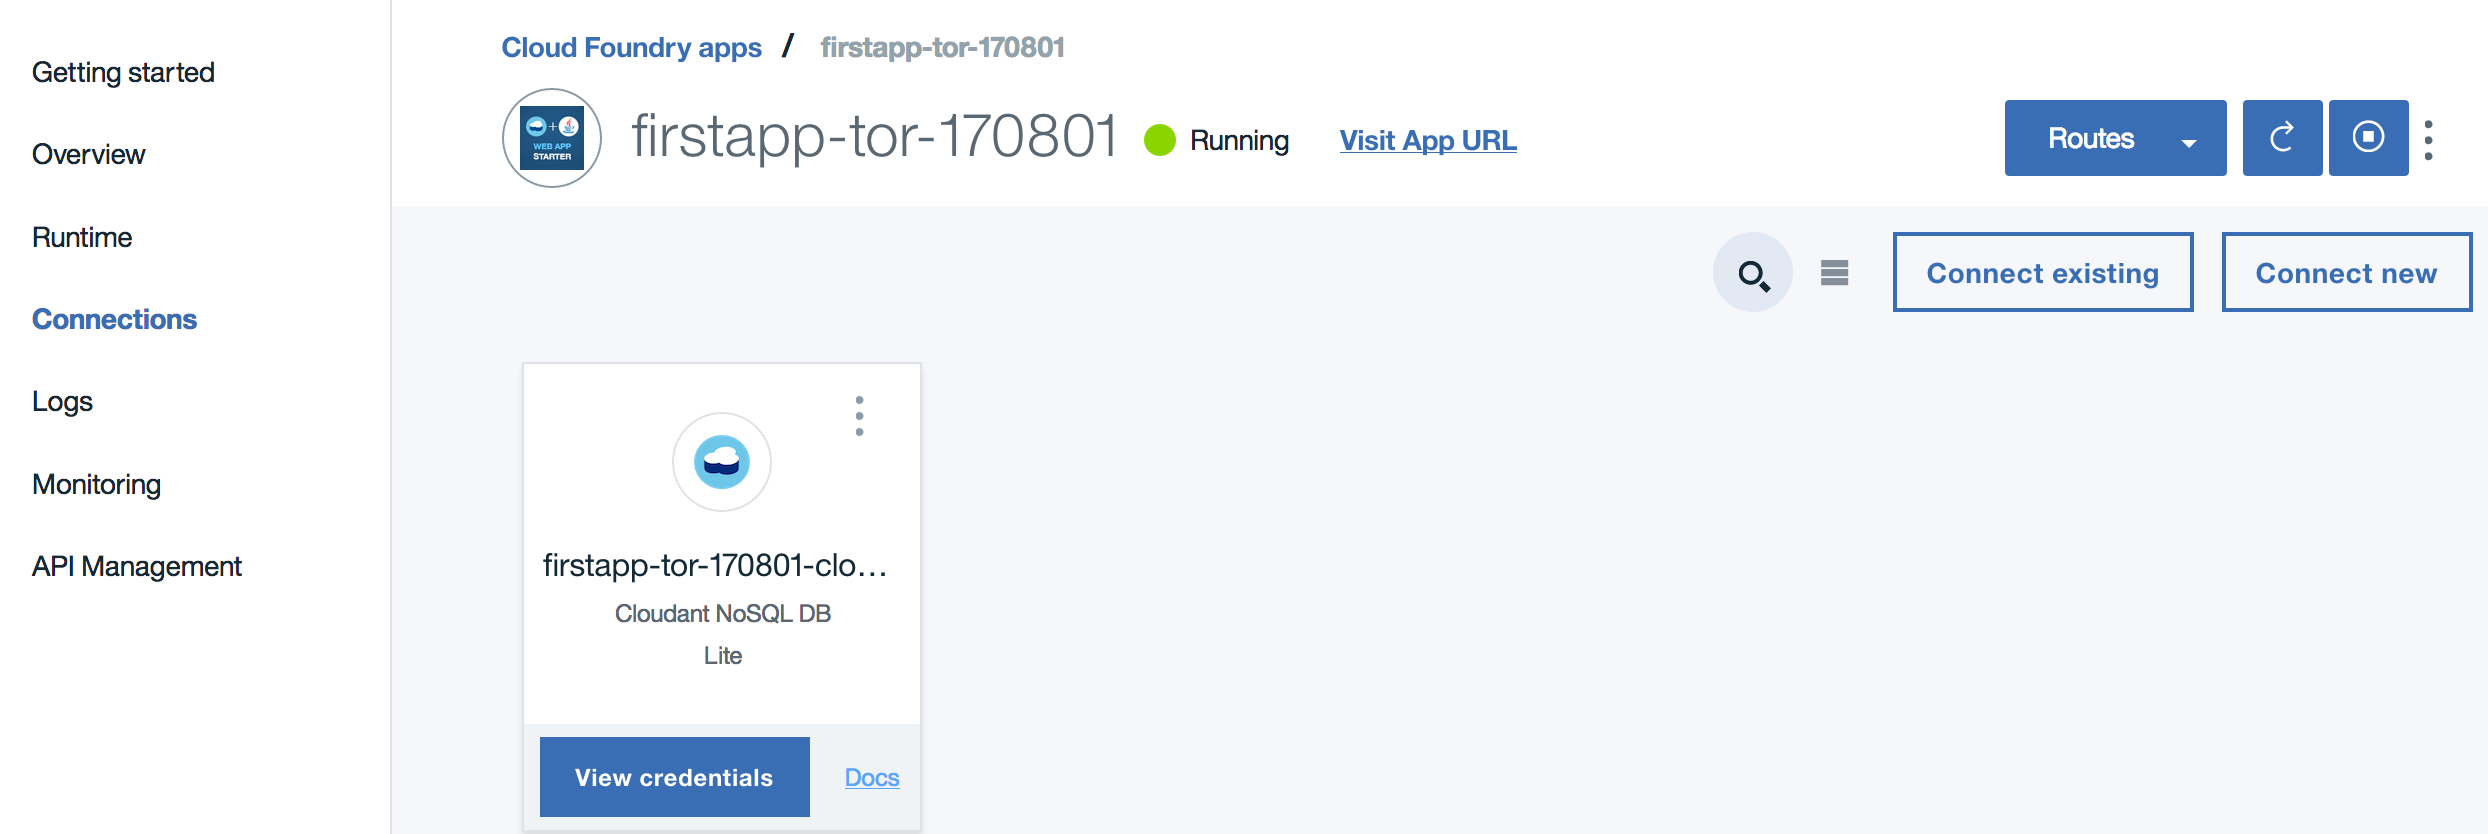 Getting started
Overview
Runtime
Connections
Logs
Monitoring
API Management
Cloud Foundry apps / firstapp-tor-170801
WEB APP
STARTER
firstapp-tor-170801 Running Visit App URL
Routes
Connect existing Connect new
firstapp-tor-170801-clo...
Cloudant NoSQL DB
Lite
View credentials Docs